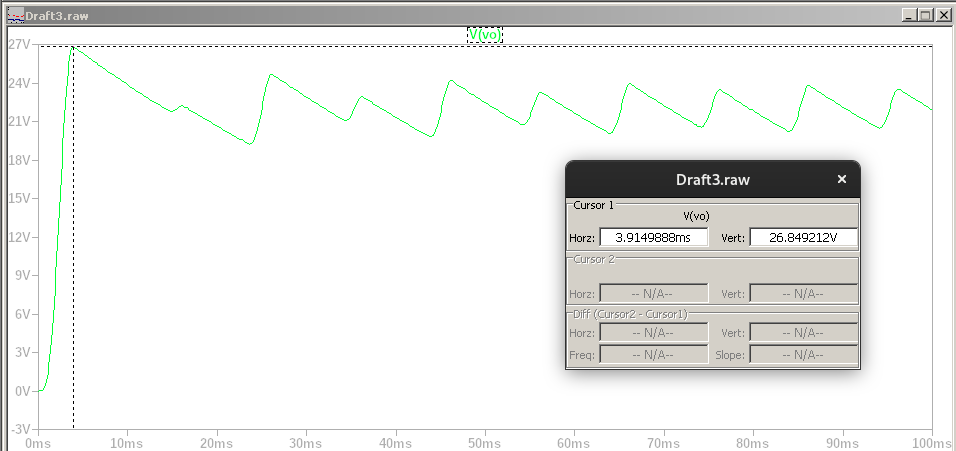 Draft3.raw
V(vo)
27V
24V
21V
18V
15V
12V
9V
6V
3V
0V
-3V
0ms 10ms 20ms 30ms 40ms 50ms 60ms 70ms 80ms 90ms 100ms
Draft3.raw
Cursor 1
V(vo)
Horz: 3.9149888ms Vert: 26.849212V
Cursor 2
Horz: -- N/A-- Vert: -- N/A--
Diff (Cursor2 - Cursor1)
Horz: -- N/A-- Vert: -- N/A--
Freq: -- N/A-- Slope: -- N/A--